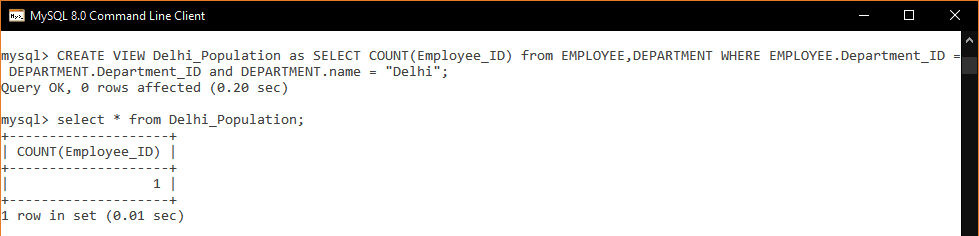 MySQL 8.0 Command Line Client
mysql> CREATE VIEW Delhi_Population as SELECT COUNT(Employee_ID) from EMPLOYEE,DEPARTMENT WHERE EMPLOYEE.Department_ID =
 DEPARTMENT.Department_ID and DEPARTMENT.name = "Delhi";
Query OK, 0 rows affected (0.20 sec)
mysql> select * from Delhi_Population;
+--------------------+
| COUNT(Employee_ID) |
+--------------------+
|                  1 |
+--------------------+
1 row in set (0.01 sec)